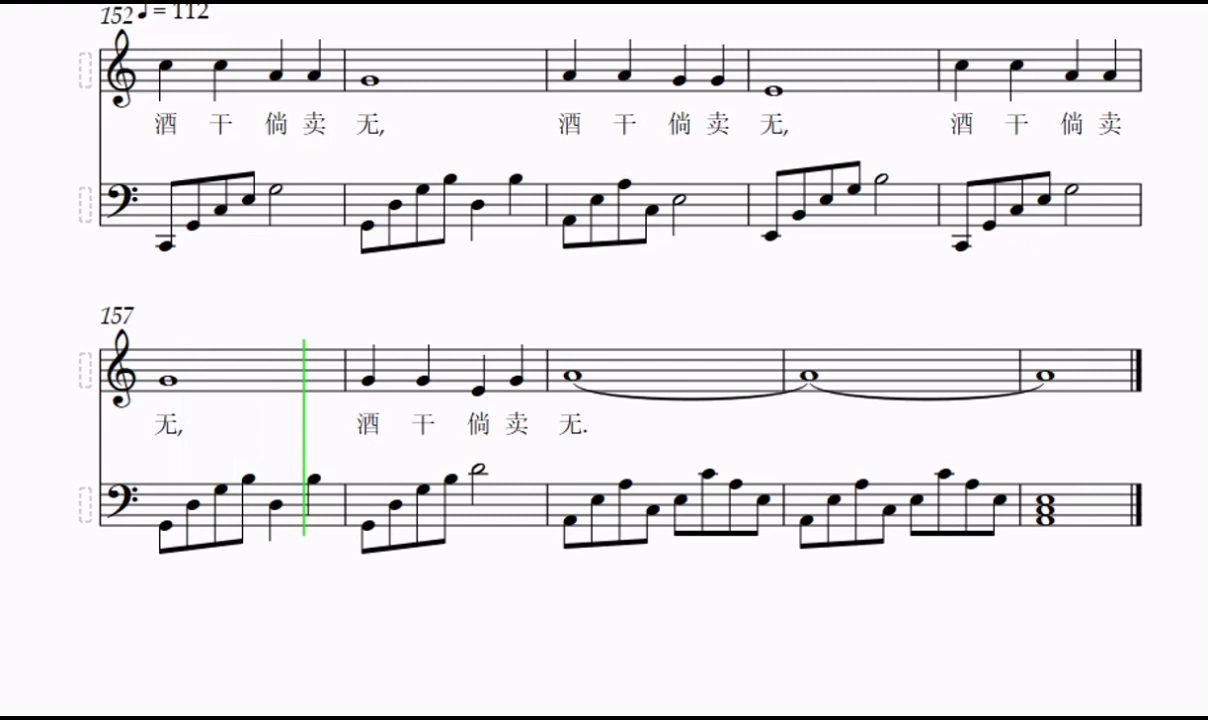 152 ♩ = 112
酒 干 倘 卖 无, 酒 干 倘 卖 无, 酒 干 倘 卖
157
无, 酒 干 倘 卖 无.